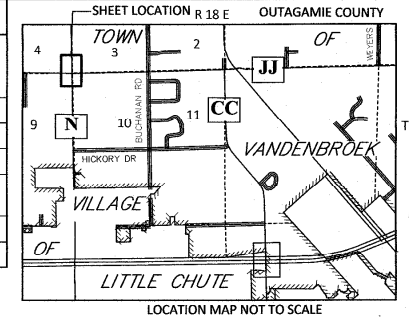 SHEET LOCATION R 18 E OUTAGAMIE COUNTY
4 TOWN 3 2 OF
WEYERS
JJ
BUCHANAN RD
CC
9 N 10 11 T
HICKORY DR VANDENBROEK
VILLAGE
OF
LITTLE CHUTE
LOCATION MAP NOT TO SCALE